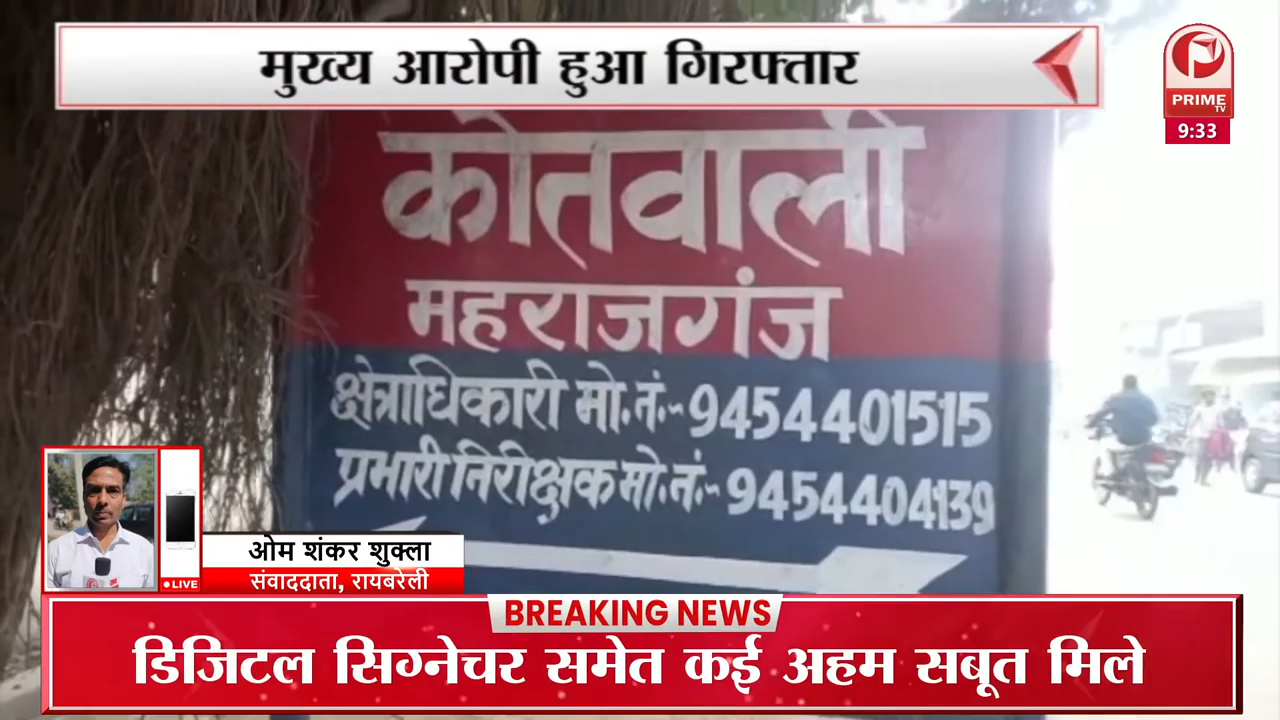 मुख्य आरोपी हुआ गिरफ्तार
PRIME
TV
9:33
कोतवाली
महराजगंज
क्षेत्राधिकारी मो.नं.-9454401515
प्रभारी निरीक्षक मो.नं.-9454404139
LIVE
ओम शंकर शुक्ला
संवाददाता, रायबरेली
BREAKING NEWS
डिजिटल सिग्नेचर समेत कई अहम सबूत मिले